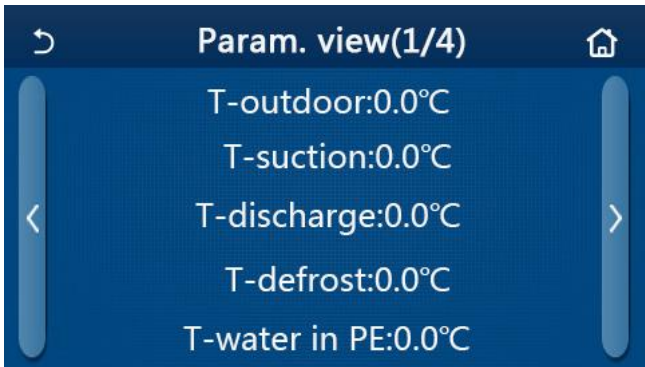 Param. view(1/4)
T-outdoor:0.0℃
T-suction:0.0℃
T-discharge:0.0℃
T-defrost:0.0℃
T-water in PE:0.0℃